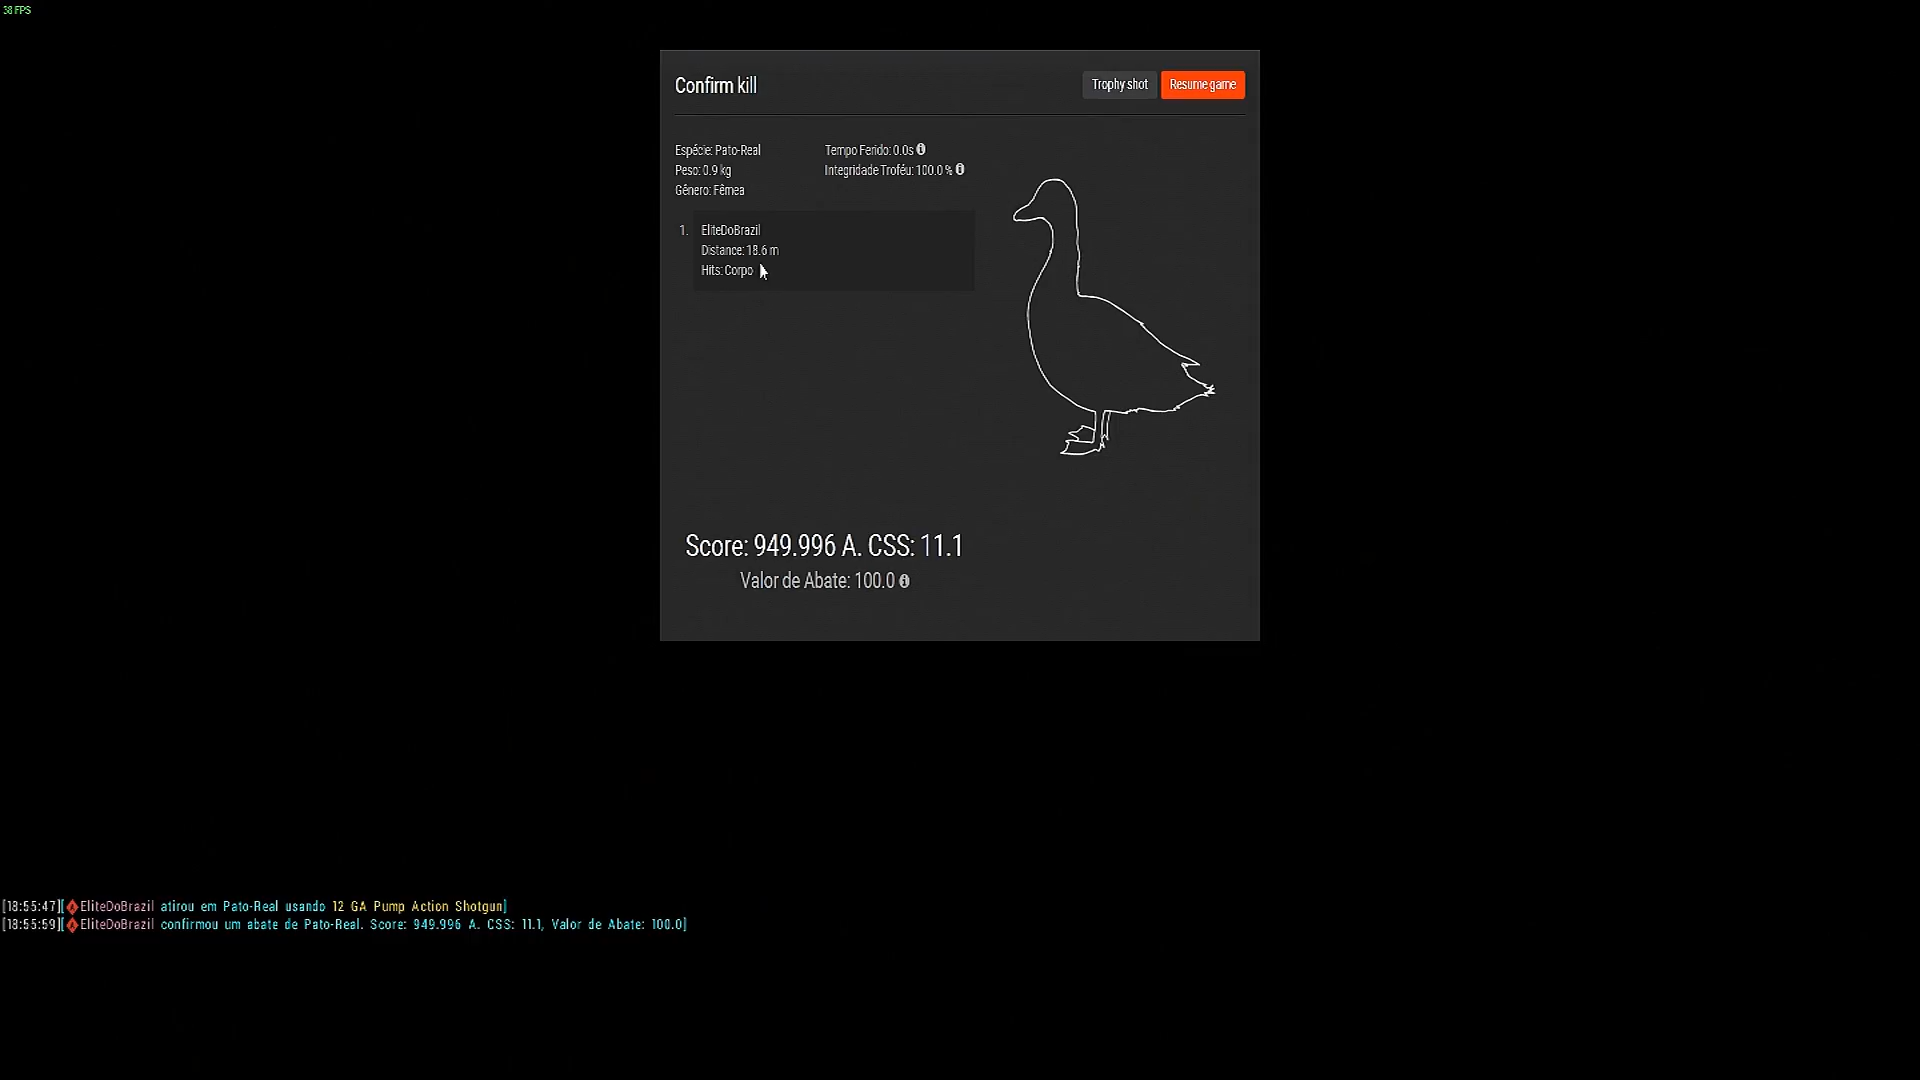 38 FPS
Confirm kill
Trophy shot
Resume game
Espécie: Pato-Real
Peso: 0.9 kg
Gênero: Fêmea
Tempo Ferido: 0.0s
Integridade Troféu: 100.0 %
1.
EliteDoBrazil
Distance: 18.6 m
Hits: Corpo
Score: 949.996 A. CSS: 11.1
Valor de Abate: 100.0
[18:55:47][EliteDoBrazil atirou em Pato-Real usando 12 GA Pump Action Shotgun]
[18:55:59][EliteDoBrazil confirmou um abate de Pato-Real. Score: 949.996 A. CSS: 11.1, Valor de Abate: 100.0]